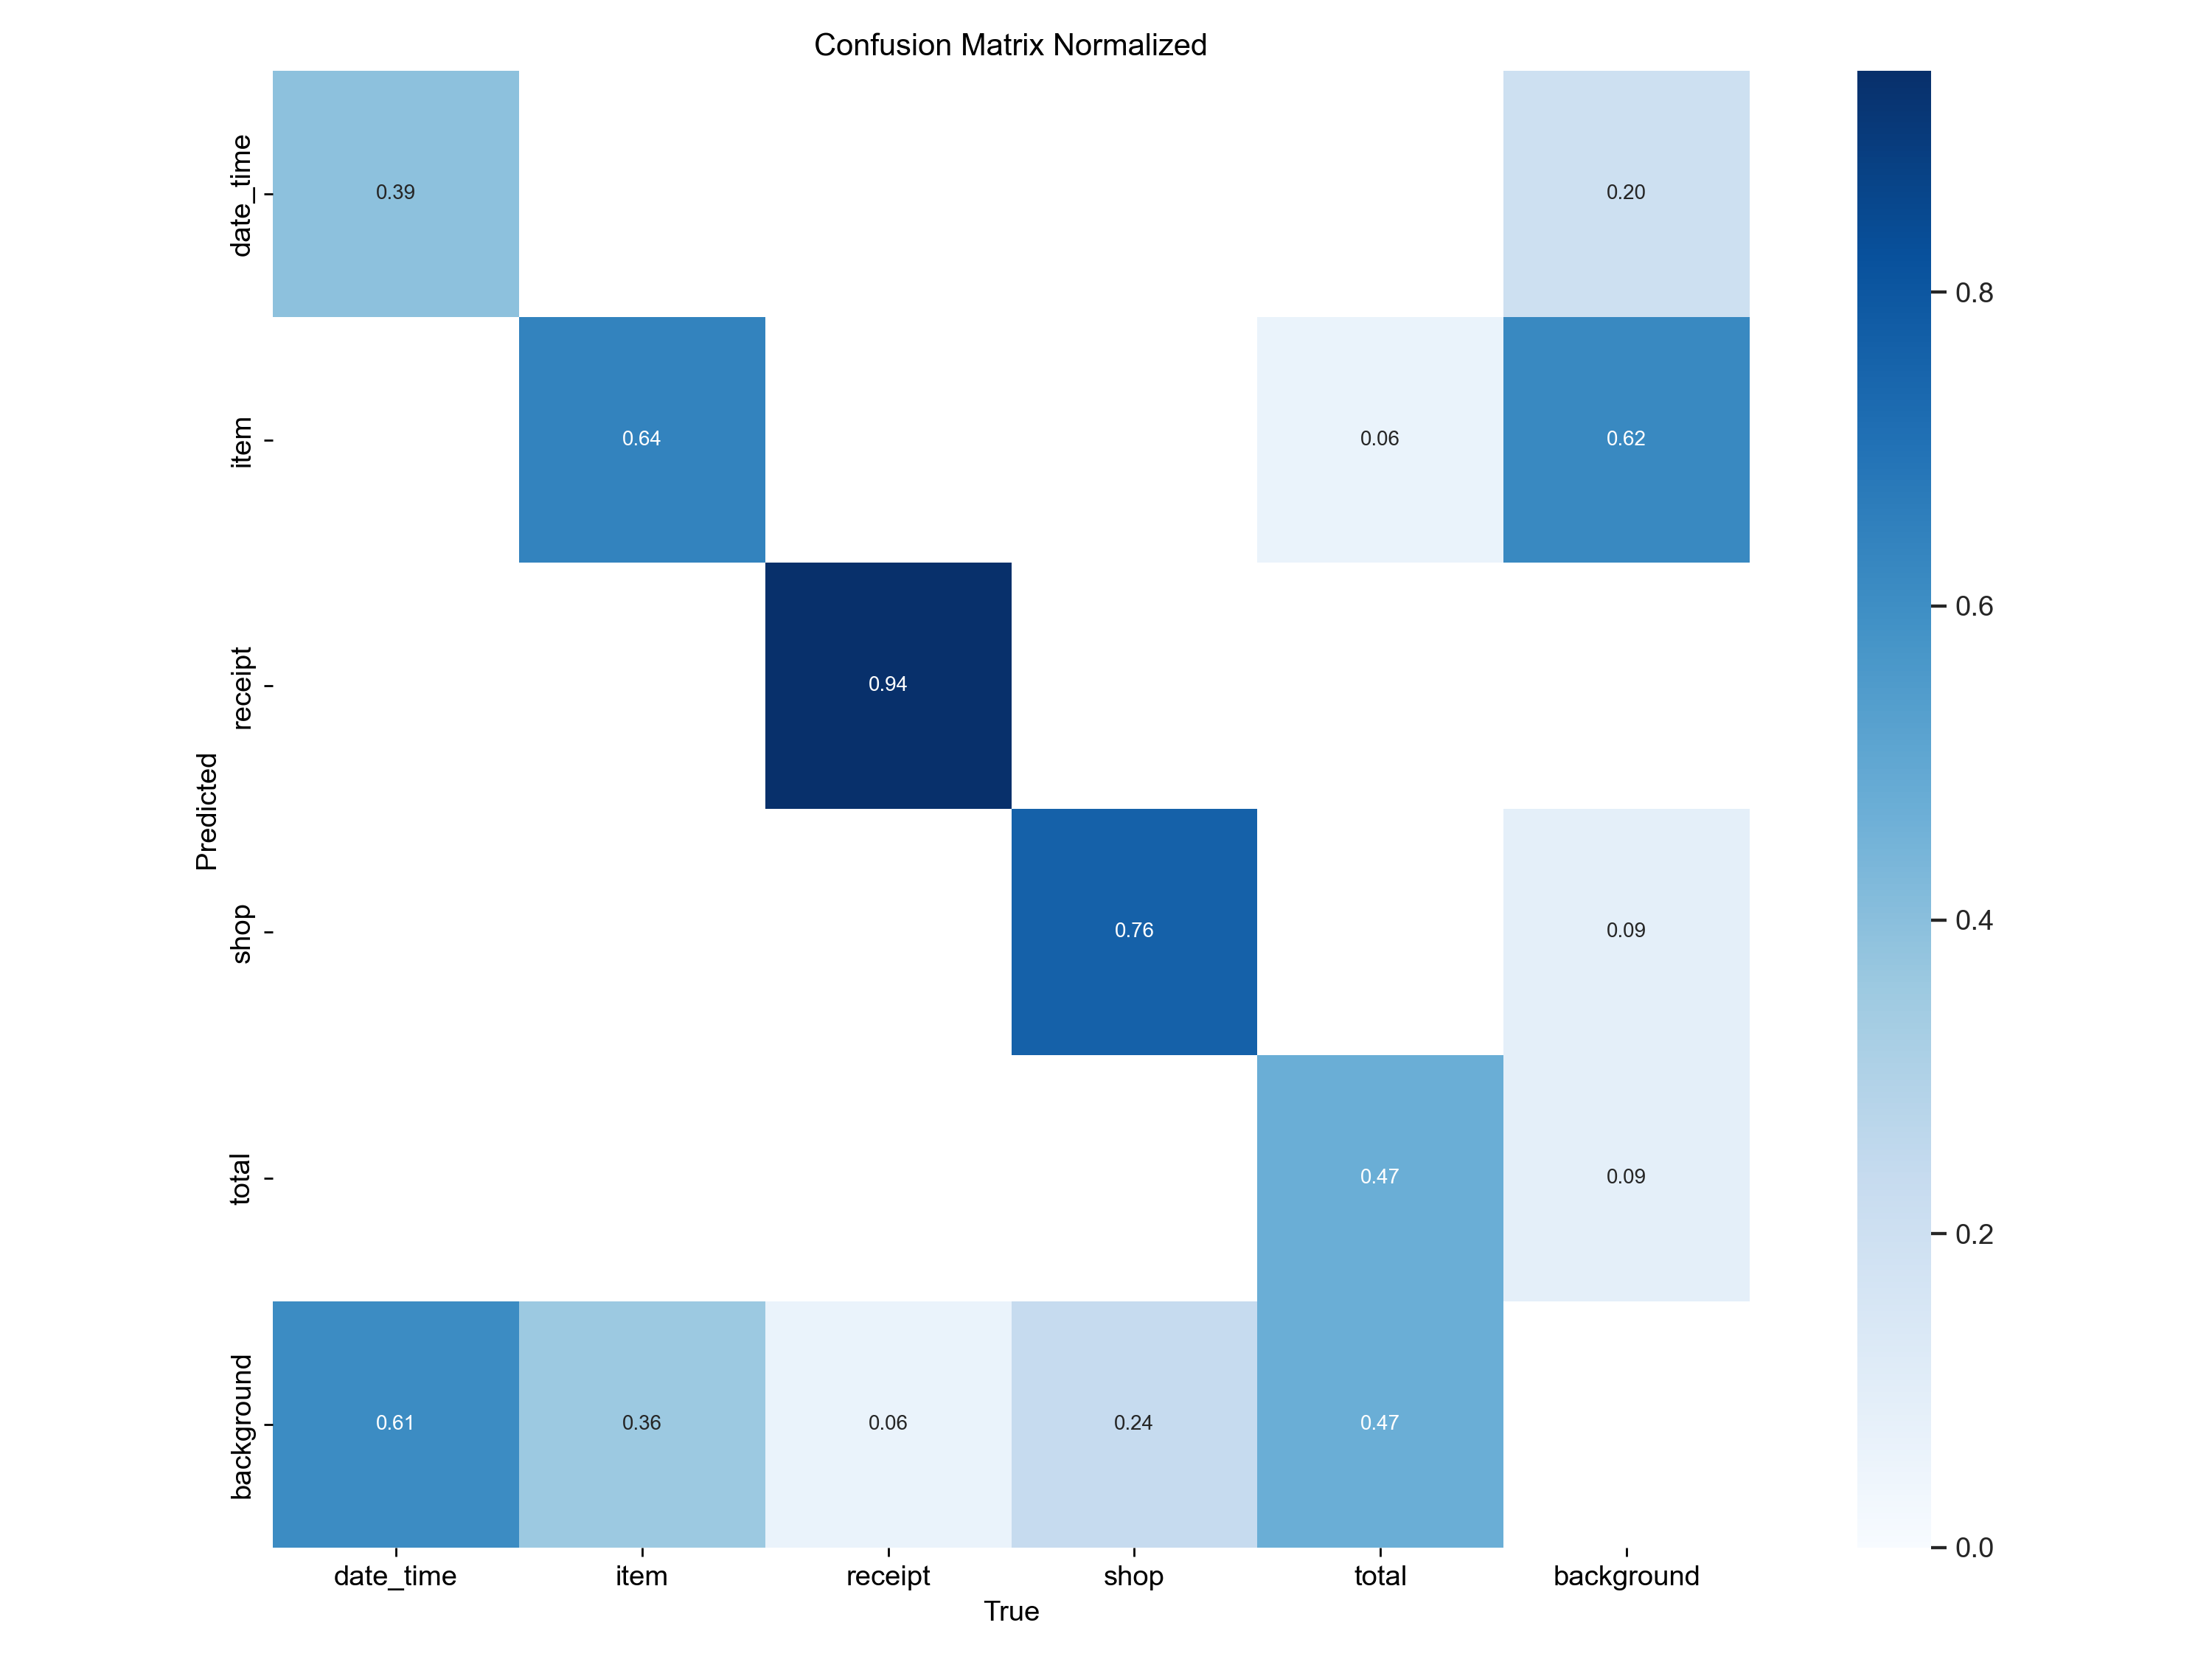 Confusion Matrix Normalized
Predicted
date_time
0.39
0.20
item
0.64
0.06
0.62
receipt
0.94
shop
0.76
0.09
total
0.47
0.09
background
0.61
0.36
0.06
0.24
0.47
date_time
item
receipt
shop
total
background
True
0.8
0.6
0.4
0.2
0.0